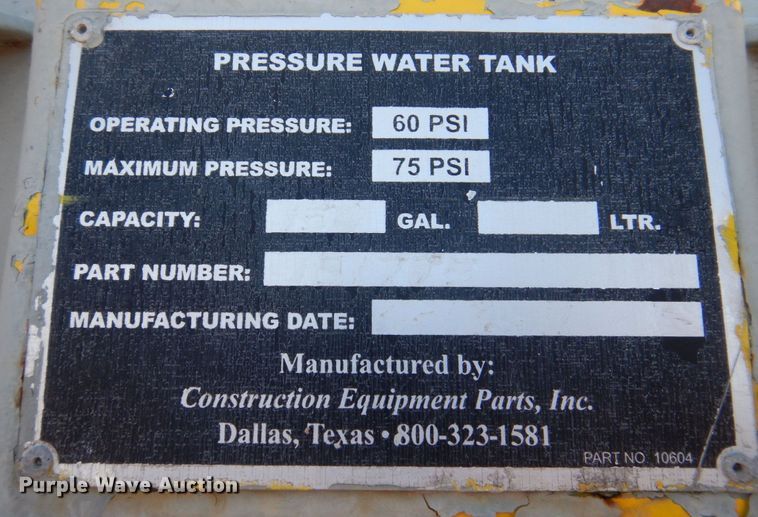 PRESSURE WATER TANK
OPERATING PRESSURE: 60 PSI
MAXIMUM PRESSURE: 75 PSI
CAPACITY: GAL. LTR.
PART NUMBER:
MANUFACTURING DATE:
Manufactured by:
Construction Equipment Parts, Inc.
Dallas, Texas • 800-323-1581
PART NO. 10604
Purple Wave Auction